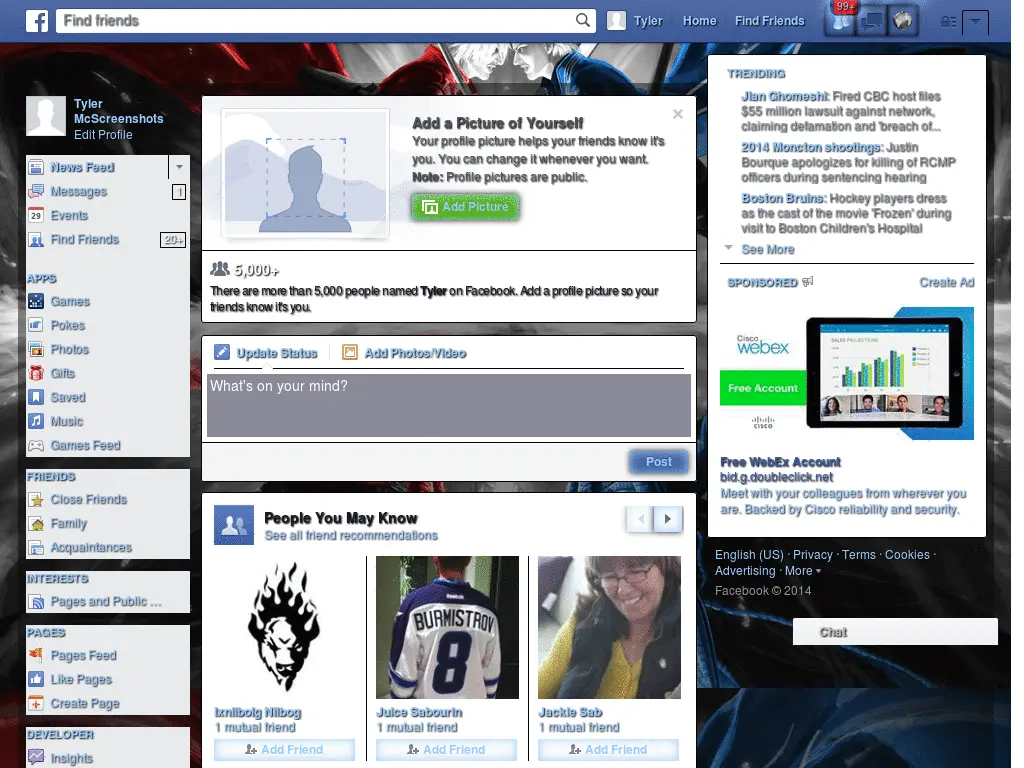 Find friends
Tyler
Home
Find Friends
99+
Tyler
McScreenshots
Edit Profile
News Feed
Messages
1
29
Events
Find Friends
20+
APPS
Games
Pokes
Photos
Gifts
Saved
Music
Games Feed
FRIENDS
Close Friends
Family
Acquaintances
INTERESTS
Pages and Public ...
PAGES
Pages Feed
Like Pages
Create Page
DEVELOPER
Insights
Add a Picture of Yourself
Your profile picture helps your friends know it's
you. You can change it whenever you want.
Note: Profile pictures are public.
Add Picture
5,000+
There are more than 5,000 people named Tyler on Facebook. Add a profile picture so your
friends know it's you.
Update Status
Add Photos/Video
What's on your mind?
Post
People You May Know
See all friend recommendations
Reebok
BURMISTROV
8
Ixnilbolg Nilbog
1 mutual friend
Add Friend
Juice Sabourin
1 mutual friend
Add Friend
Jackie Sab
1 mutual friend
Add Friend
TRENDING
Jian Ghomeshi: Fired CBC host files
$55 million lawsuit against network,
claiming defamation and 'breach of...
2014 Moncton shootings: Justin
Bourque apologizes for killing of RCMP
officers during sentencing hearing
Boston Bruins: Hockey players dress
as the cast of the movie 'Frozen' during
visit to Boston Children's Hospital
See More
SPONSORED
Create Ad
Cisco
webex
Free Account
cisco
SALES PROJECTIONS
Free WebEx Account
bid.g.doubleclick.net
Meet with your colleagues from wherever you
are. Backed by Cisco reliability and security.
English (US) · Privacy · Terms · Cookies ·
Advertising · More
Facebook © 2014
Chat